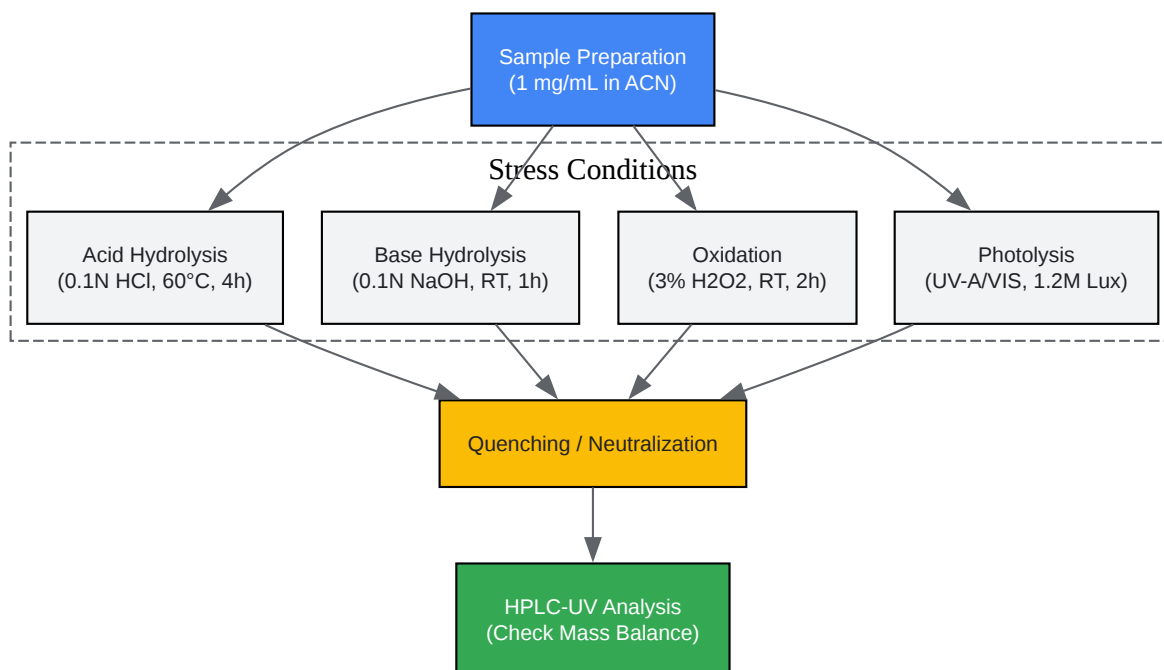 Sample Preparation
(1 mg/mL in ACN)
Stress Conditions
Acid Hydrolysis
(0.1N HCl, 60°C, 4h)
Base Hydrolysis
(0.1N NaOH, RT, 1h)
Oxidation
(3% H2O2, RT, 2h)
Photolysis
(UV-A/VIS, 1.2M Lux)
Quenching / Neutralization
HPLC-UV Analysis
(Check Mass Balance)